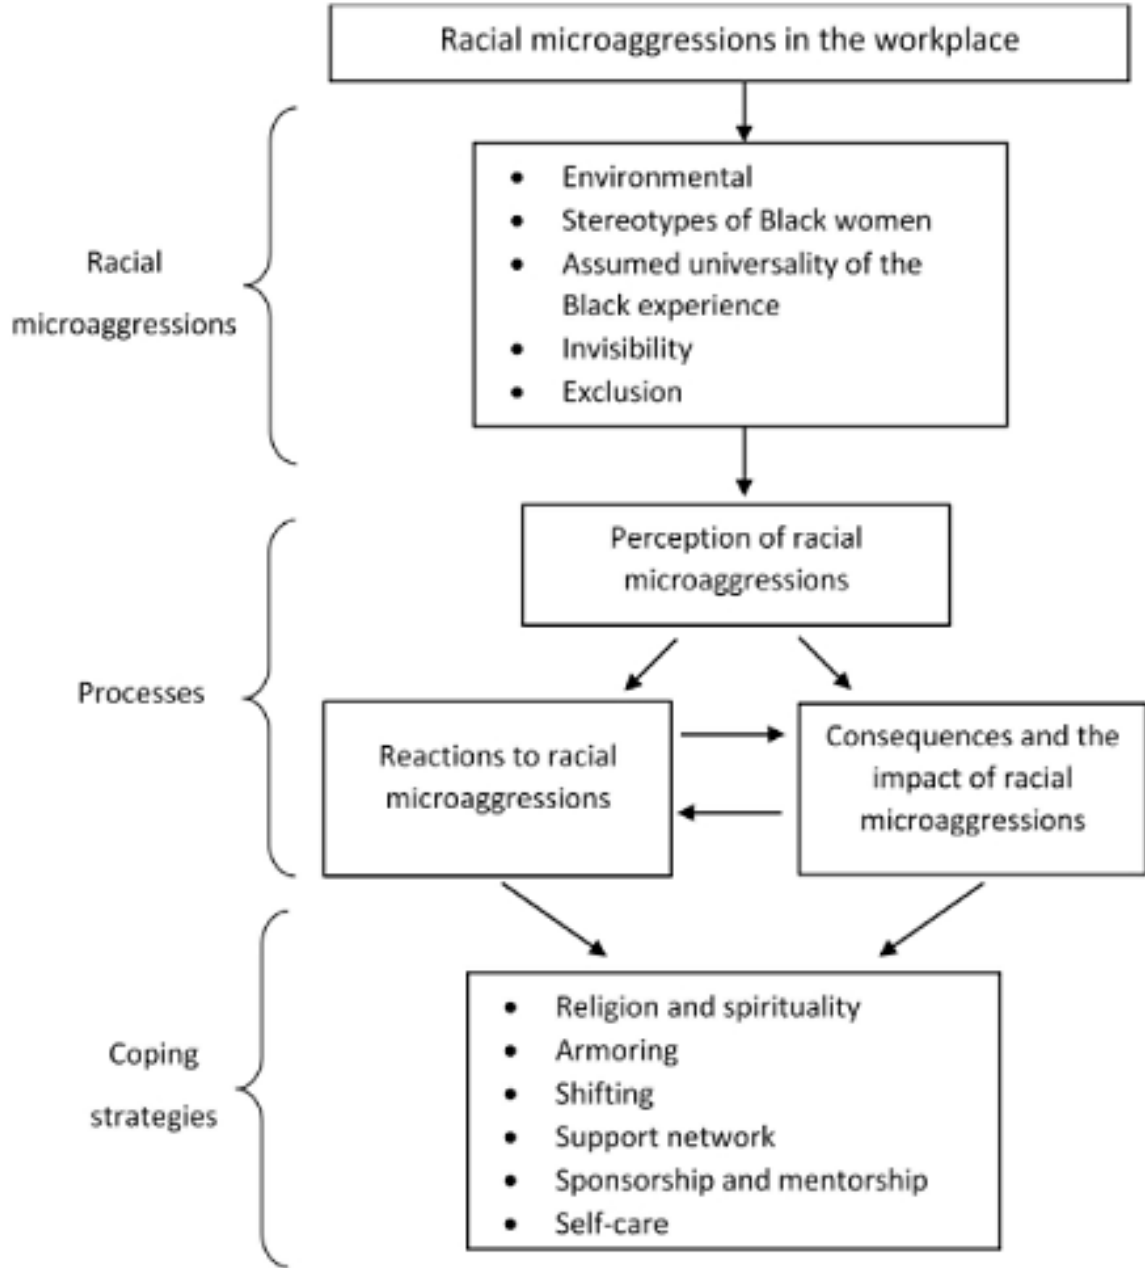 Racial microaggressions in the workplace
Racial
microaggressions
• Environmental
• Stereotypes of Black women
• Assumed universality of the
Black experience
• Invisibility
• Exclusion
Processes
Perception of racial
microaggressions
Reactions to racial
microaggressions
Consequences and the
impact of racial
microaggressions
Coping
strategies
• Religion and spirituality
• Armoring
• Shifting
• Support network
• Sponsorship and mentorship
• Self-care